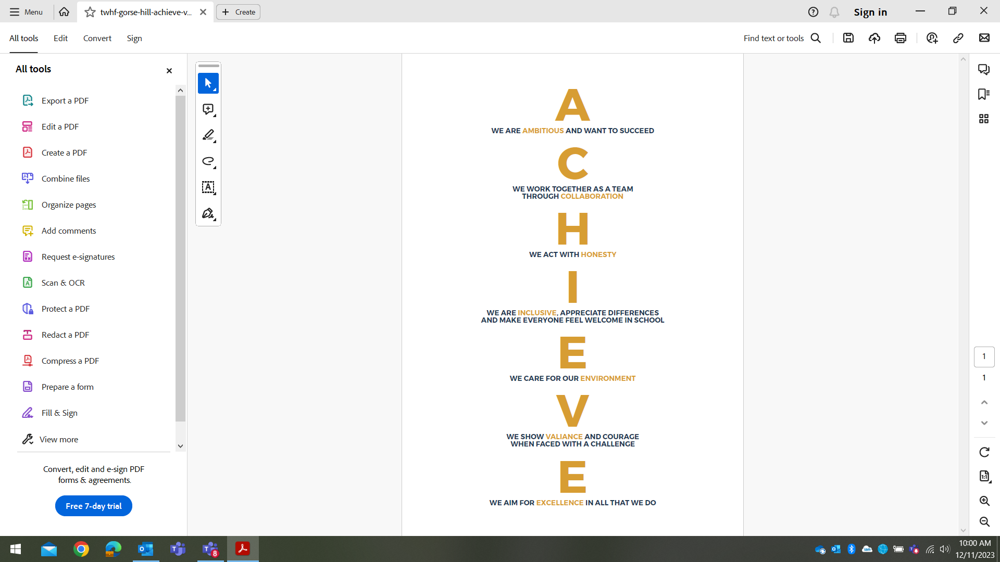 Menu
twhf-gorse-hill-achieve-v...
Create
Sign in
All tools
Edit
Convert
Sign
Find text or tools
All tools
Export a PDF
Edit a PDF
Create a PDF
Combine files
Organize pages
Add comments
Request e-signatures
Scan & OCR
Protect a PDF
Redact a PDF
Compress a PDF
Prepare a form
Fill & Sign
View more
Convert, edit and e-sign PDF
forms & agreements.
Free 7-day trial
A
WE ARE AMBITIOUS AND WANT TO SUCCEED
C
WE WORK TOGETHER AS A TEAM
THROUGH COLLABORATION
H
WE ACT WITH HONESTY
I
WE ARE INCLUSIVE, APPRECIATE DIFFERENCES
AND MAKE EVERYONE FEEL WELCOME IN SCHOOL
E
WE CARE FOR OUR ENVIRONMENT
V
WE SHOW VALIANCE AND COURAGE
WHEN FACED WITH A CHALLENGE
E
WE AIM FOR EXCELLENCE IN ALL THAT WE DO
1
1
8
10:00 AM
12/11/2023